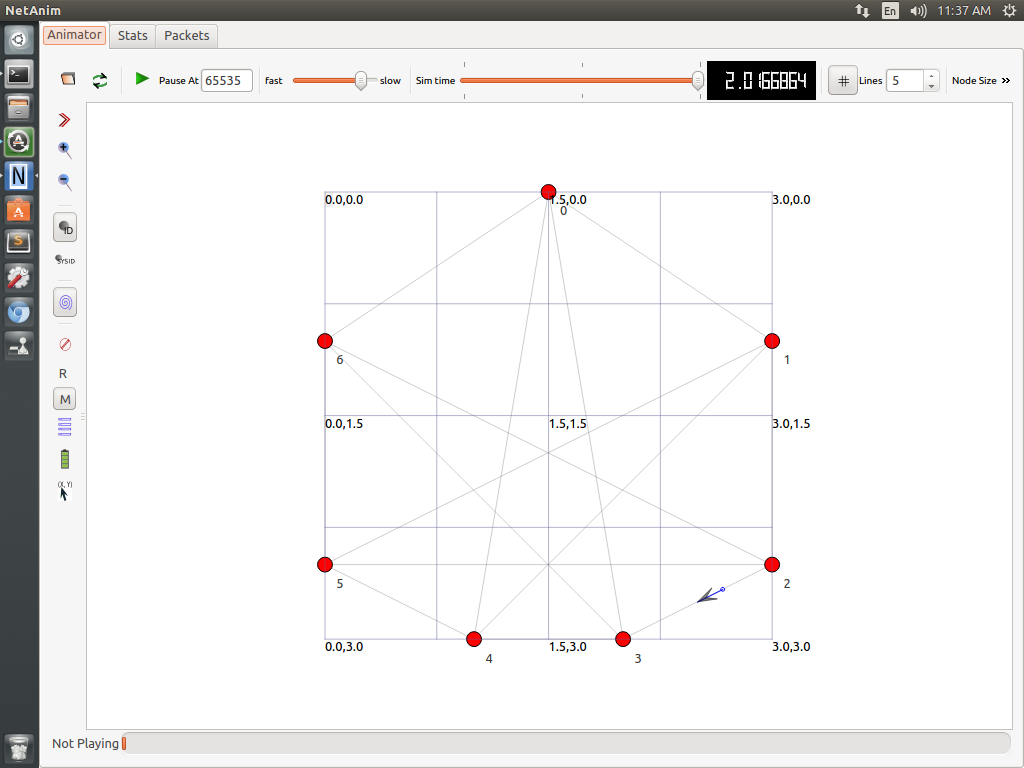 NetAnim
En
11:37 AM
Animator
Stats
Packets
Pause At
65535
fast
slow
Sim time
2.0166864
#
Lines
5
Node Size
»
ID
SYSID
R
M
(X, Y)
N
S
0.0,0.0
1.5,0.0
3.0,0.0
0
6
1
0.0,1.5
1.5,1.5
3.0,1.5
5
2
0.0,3.0
1.5,3.0
3.0,3.0
4
3
Not Playing